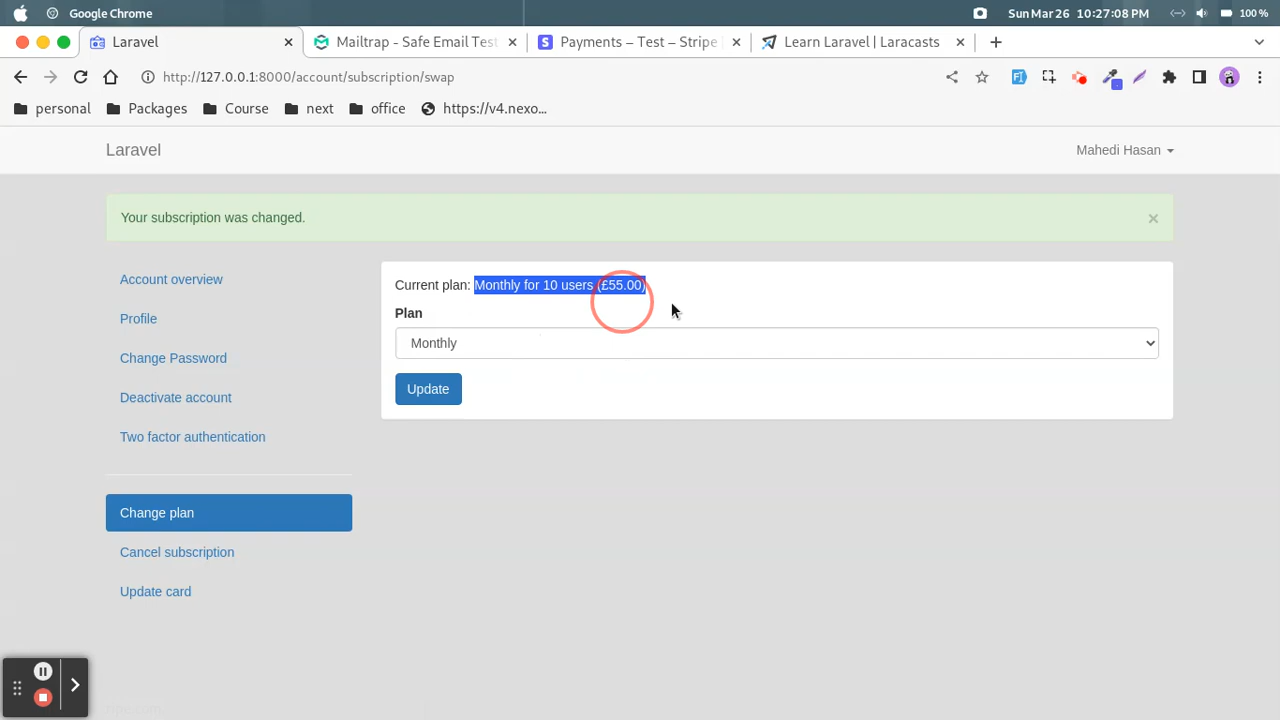 Google Chrome
Sun Mar 26 10:27:08 PM
100 %
Laravel
Mailtrap - Safe Email Test
Payments – Test – Stripe
Learn Laravel | Laracasts
http://127.0.0.1:8000/account/subscription/swap
personal
Packages
Course
next
office
https://v4.nexo...
Laravel
Mahedi Hasan
Your subscription was changed.
×
Account overview
Profile
Change Password
Deactivate account
Two factor authentication
Change plan
Cancel subscription
Update card
Current plan: Monthly for 10 users (£55.00)
Plan
Monthly
Update